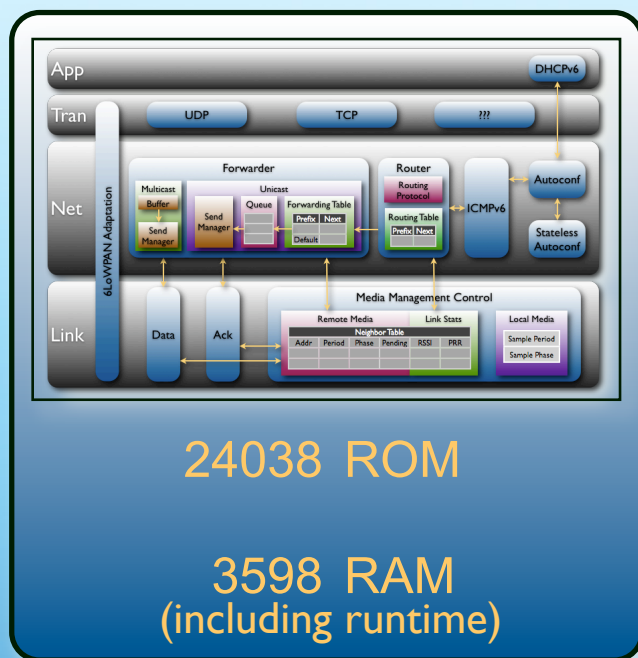 App
DHCPv6
Tran
UDP
TCP
???
6LoWPAN Adaptation
Net
Forwarder
Multicast
Buffer
Send
Manager
Unicast
Send
Manager
Queue
Forwarding Table
Prefix Next
Default
Router
Routing
Protocol
Routing Table
Prefix Next
ICMPv6
Autoconf
Stateless
Autoconf
Link
Data
Ack
Media Management Control
Remote Media
Link Stats
Neighbor Table
Addr Period Phase Pending RSSI PRR
Local Media
Sample Period
Sample Phase
24038 ROM
3598 RAM
(including runtime)